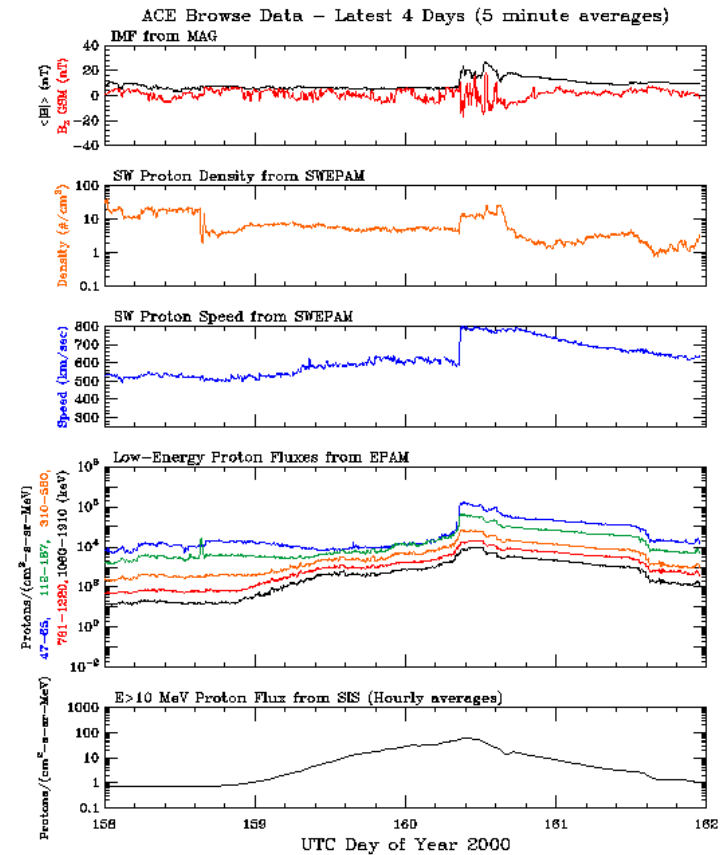 ACE Browse Data – Latest 4 Days (5 minute averages)
IMF from MAG
<|B|> (nT)
Bz GSM (nT)
40
20
0
−20
−40
SW Proton Density from SWEPAM
Density (#/cm³)
100
10
1
0.1
SW Proton Speed from SWEPAM
Speed (km/sec)
800
700
600
500
400
300
Low−Energy Proton Fluxes from EPAM
Protons/(cm²−s−sr−MeV)
47−65, 112−187, 310−580,
761−1220, 1060−1910 (keV)
10⁸
10⁶
10⁴
10²
10⁰
10⁻²
E>10 MeV Proton Flux from SIS (Hourly averages)
Protons/(cm²−s−sr−MeV)
1000
100
10
1
0.1
158 159 160 161 162
UTC Day of Year 2000